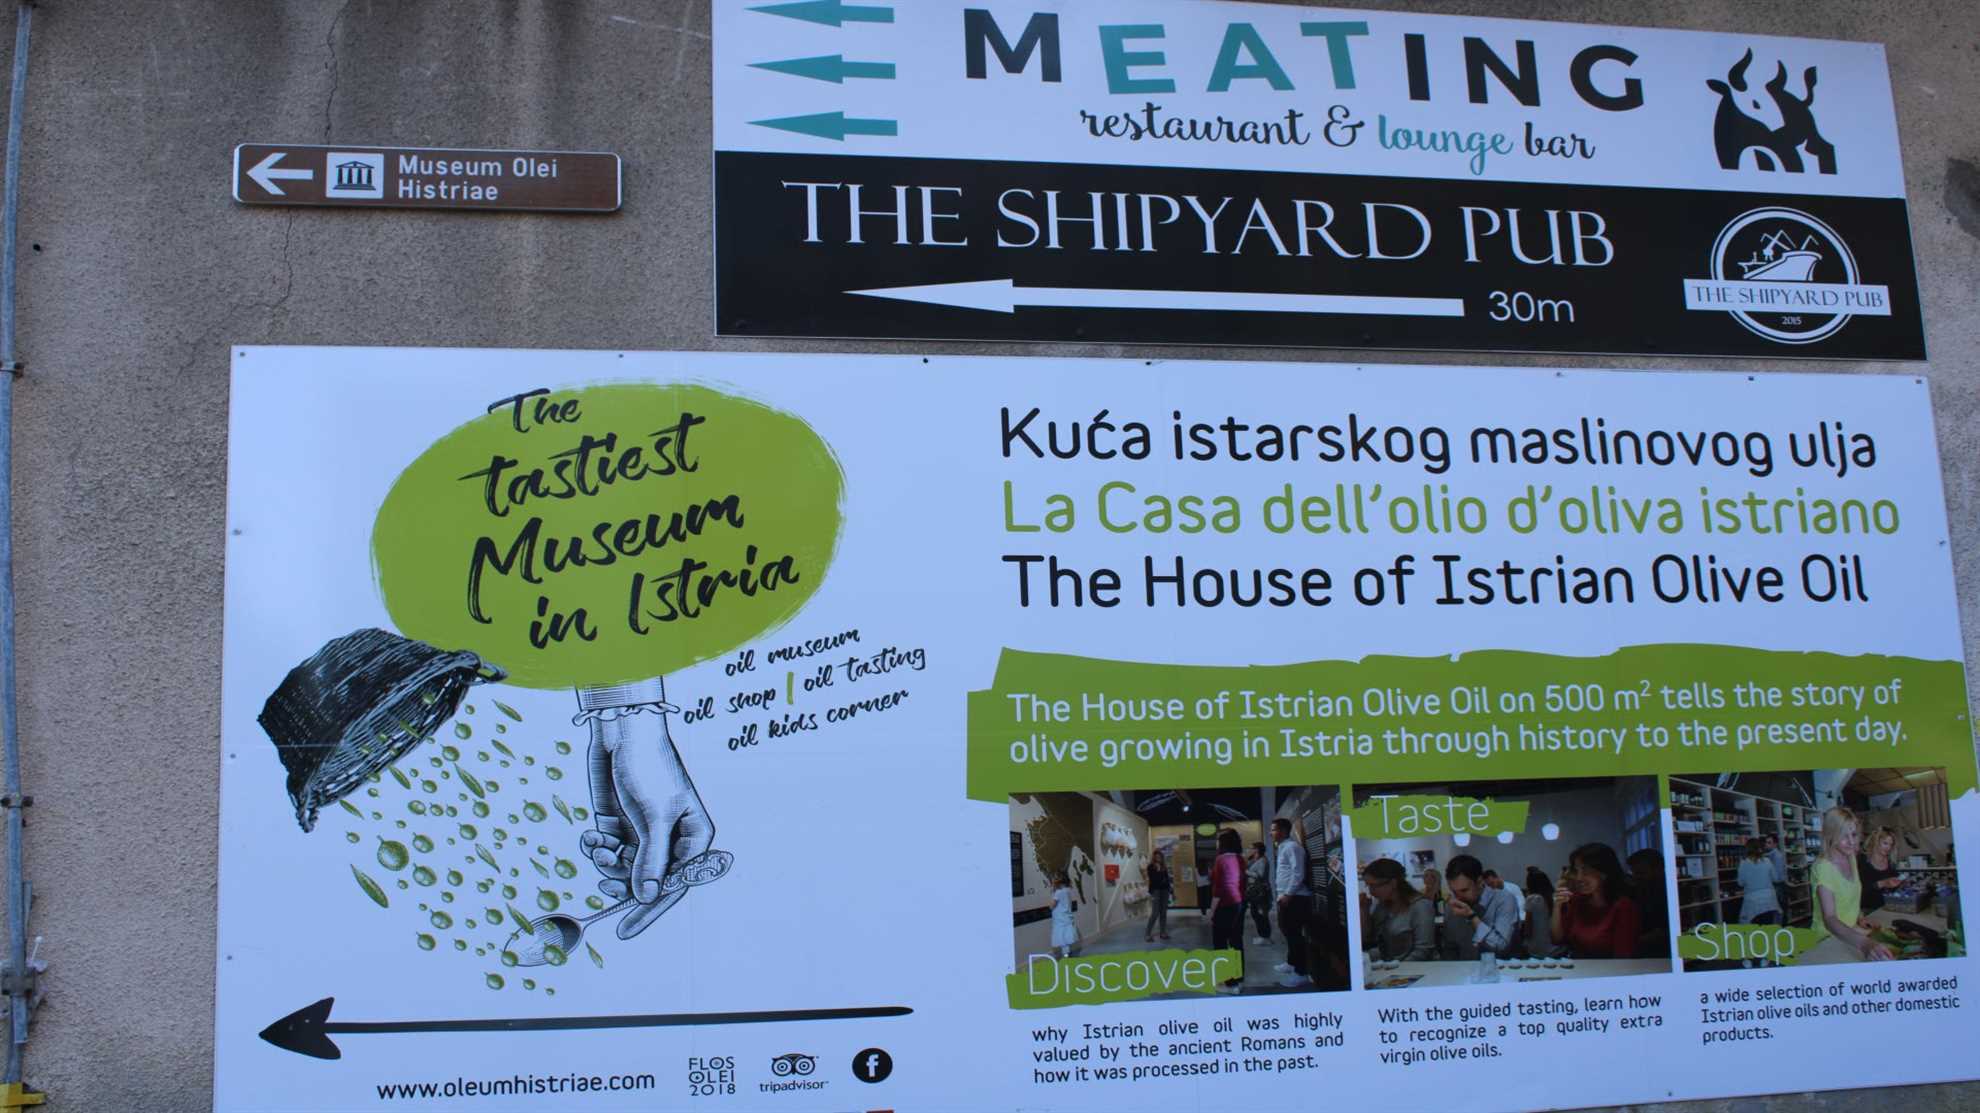 MEATING
restaurant & lounge bar
Museum Olei
Histriae
THE SHIPYARD PUB
30m
THE SHIPYARD PUB
2015
The
tastiest
Museum
in Istria
oil museum
oil shop | oil tasting
oil kids corner
www.oleumhistriae.com
FLOS
OLEI
2018
tripadvisor
f
Kuća istarskog maslinovog ulja
La Casa dell'olio d'oliva istriano
The House of Istrian Olive Oil
The House of Istrian Olive Oil on 500 m² tells the story of
olive growing in Istria through history to the present day.
Discover
why Istrian olive oil was highly
valued by the ancient Romans and
how it was processed in the past.
Taste
With the guided tasting, learn how
to recognize a top quality extra
virgin olive oils.
Shop
a wide selection of world awarded
Istrian olive oils and other domestic
products.